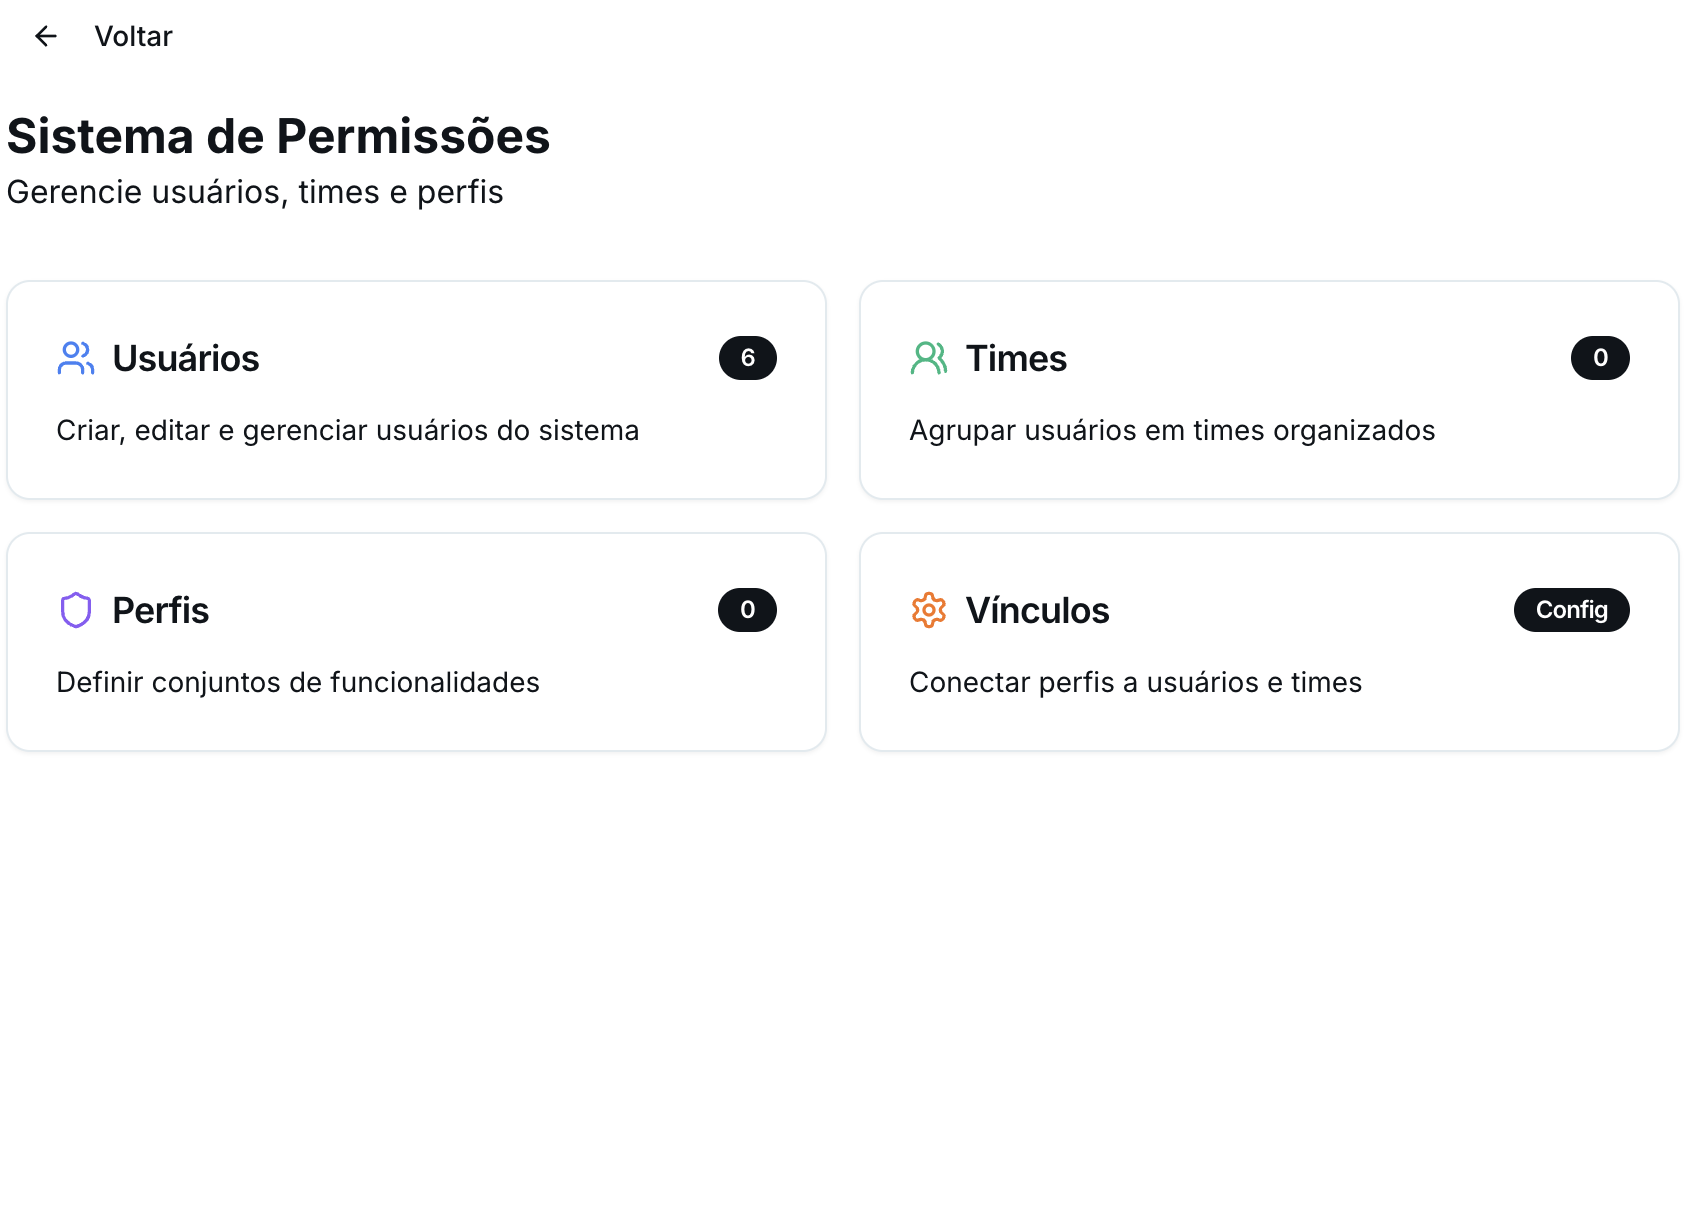 Voltar
Sistema de Permissões
Gerencie usuários, times e perfis
Usuários
6
Criar, editar e gerenciar usuários do sistema
Times
0
Agrupar usuários em times organizados
Perfis
0
Definir conjuntos de funcionalidades
Vínculos
Config
Conectar perfis a usuários e times